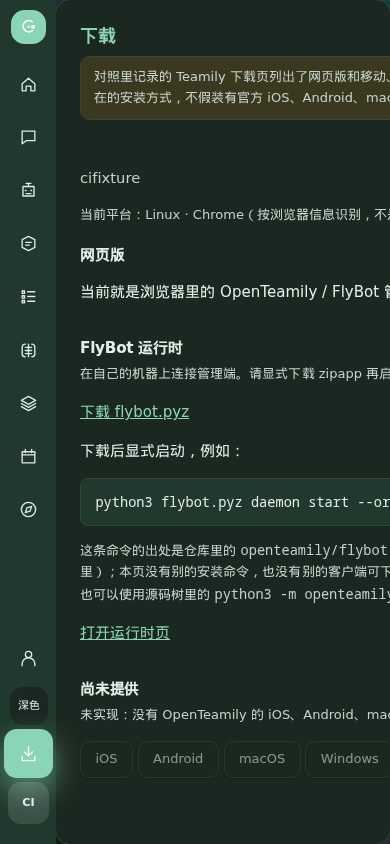 下载
对照里记录的 Teamily 下载页列出了网页版和移动、
在的安装方式，不假装有官方 iOS、Android、mac
cifixture
当前平台：Linux · Chrome（按浏览器信息识别，不
网页版
当前就是浏览器里的 OpenTeamily / FlyBot
FlyBot 运行时
在自己的机器上连接管理端。请显式下载 zipapp 再
下载 flybot.pyz
下载后显式启动，例如：
python3 flybot.pyz daemon start --or
这条命令的出处是仓库里的 openteamily/flybot
里）；本页没有别的安装命令，也没有别的客户端可下
也可以使用源码树里的 python3 -m openteamily
打开运行时页
尚未提供
深色
未实现：没有 OpenTeamily 的 iOS、Android、mac
iOS Android macOS Windows
CI